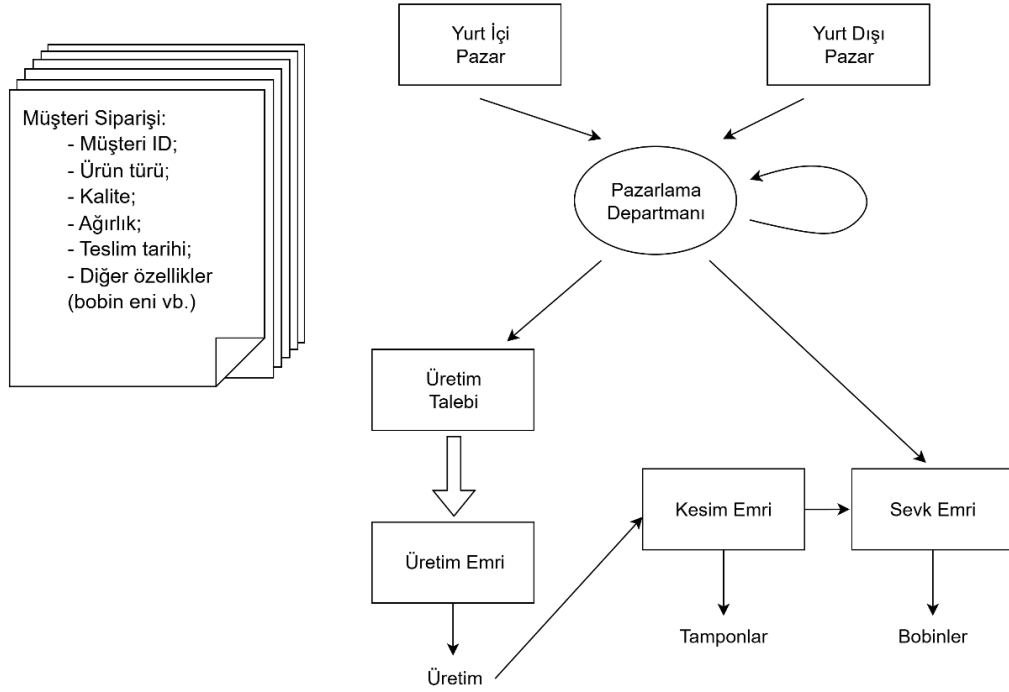 Müşteri Siparişi:
- Müşteri ID;
- Ürün türü;
- Kalite;
- Ağırlık;
- Teslim tarihi;
- Diğer özellikler
(bobin eni vb.)
Yurt İçi
Pazar
Yurt Dışı
Pazar
Pazarlama
Departmanı
Üretim
Talebi
Üretim Emri
Üretim
Kesim Emri
Tamponlar
Sevk Emri
Bobinler